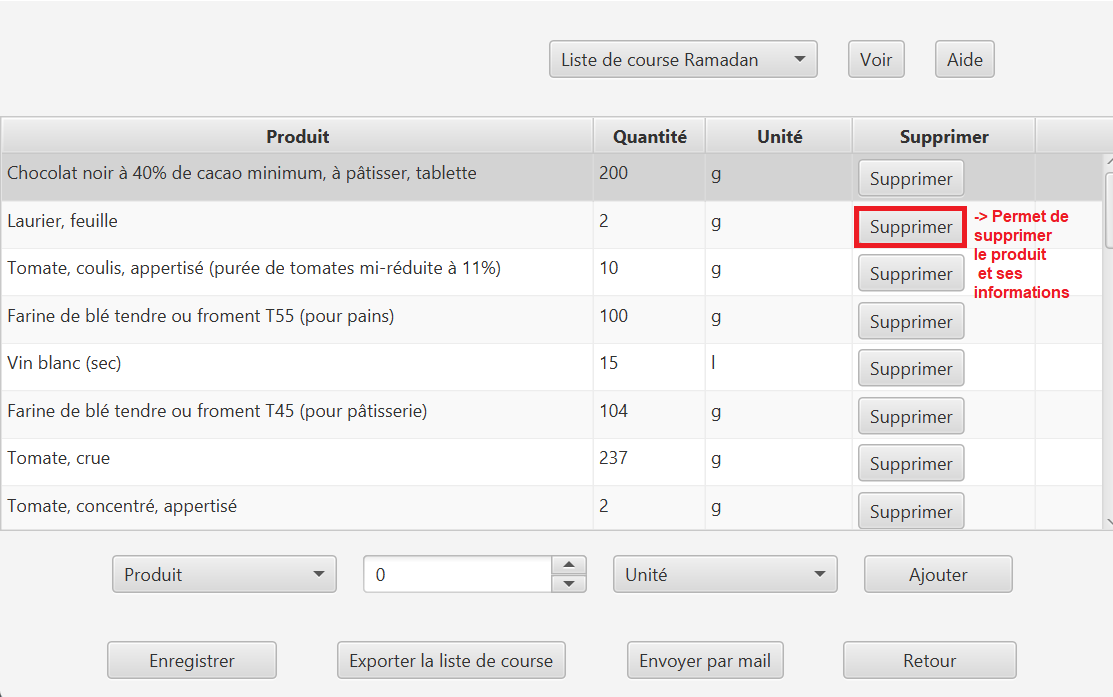 Liste de course Ramadan Voir Aide
Produit Quantité Unité Supprimer
Chocolat noir à 40% de cacao minimum, à pâtisser, tablette 200 g Supprimer
Laurier, feuille 2 g Supprimer -> Permet de
supprimer
le produit
et ses
informations
Tomate, coulis, appertisé (purée de tomates mi-réduite à 11%) 10 g Supprimer
Farine de blé tendre ou froment T55 (pour pains) 100 g Supprimer
Vin blanc (sec) 15 l Supprimer
Farine de blé tendre ou froment T45 (pour pâtisserie) 104 g Supprimer
Tomate, crue 237 g Supprimer
Tomate, concentré, appertisé 2 g Supprimer
Produit 0 Unité Ajouter
Enregistrer Exporter la liste de course Envoyer par mail Retour